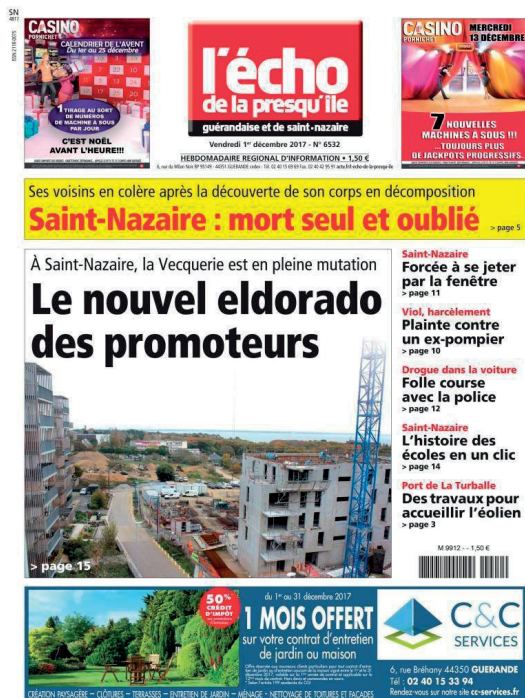 SN
4817
CASINO
PORNICHET
CALENDRIER DE L'AVENT
Du 1er au 25 décembre
1 TIRAGE AU SORT
DE NUMÉROS
DE MACHINE À SOUS
PAR JOUR
C'EST NOËL
AVANT L'HEURE!!!
l'écho
de la presqu'île
guérandaise et de saint-nazaire
Vendredi 1er décembre 2017 - N° 6532
HEBDOMADAIRE REGIONAL D'INFORMATION • 1,50 €
CASINO
PORNICHET
MERCREDI
13 DÉCEMBRE
7 NOUVELLES
MACHINES A SOUS !!!
...TOUJOURS PLUS
DE JACKPOTS PROGRESSIFS
Ses voisins en colère après la découverte de son corps en décomposition
Saint-Nazaire : mort seul et oublié
> page 5
À Saint-Nazaire, la Vecquerie est en pleine mutation
Le nouvel eldorado
des promoteurs
> page 15
Saint-Nazaire
Forcée à se jeter
par la fenêtre
> page 11
Viol, harcèlement
Plainte contre
un ex-pompier
> page 10
Drogue dans la voiture
Folle course
avec la police
> page 12
Saint-Nazaire
L'histoire des
écoles en un clic
> page 14
Port de La Turballe
Des travaux pour
accueillir l'éolien
> page 3
M 9912 - - 1,50 €
50%
CRÉDIT
D'IMPÔT
du 1er au 31 décembre 2017
1 MOIS OFFERT
sur votre contrat d'entretien
de jardin ou maison
C&C
SERVICES
6, rue Bréhany 44350 GUERANDE
Tél : 02 40 15 33 94
Rendez-vous sur notre site cc-services.fr
CRÉATION PAYSAGÈRE – CLÔTURES – TERRASSES – ENTRETIEN DE JARDIN – MÉNAGE - NETTOYAGE DE TOITURES ET FAÇADES